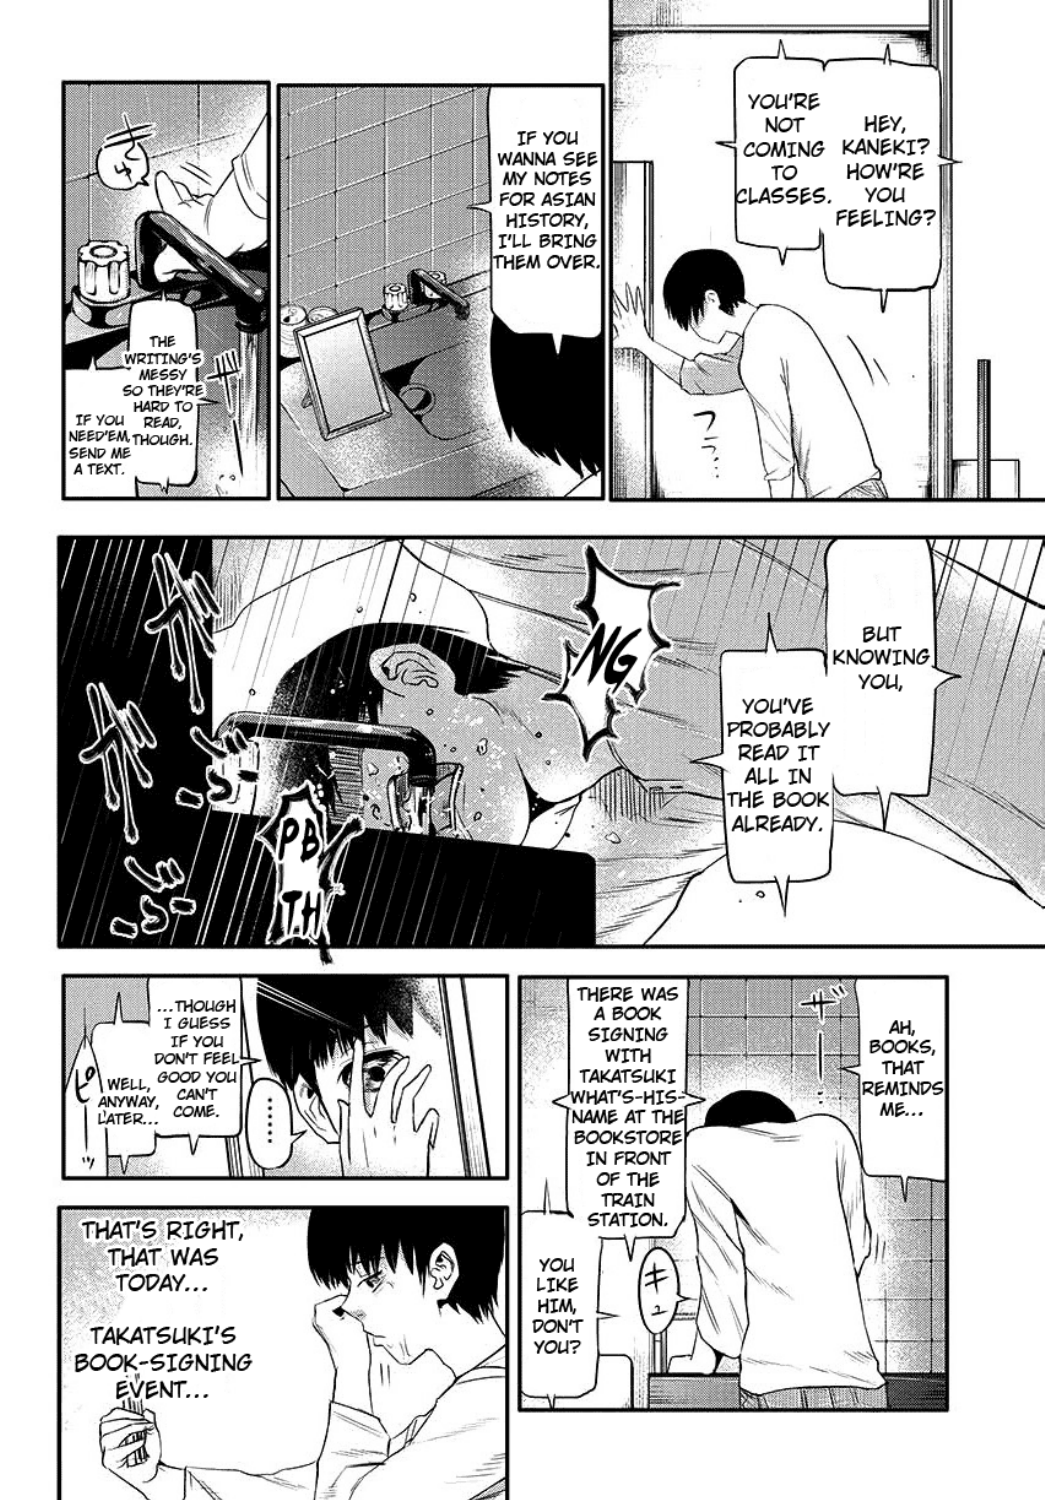 HEY,
KANEKI?
HOW'RE
YOU
FEELING?
YOU'RE
NOT
COMING
TO
CLASSES.
IF YOU
WANNA SEE
MY NOTES
FOR ASIAN
HISTORY,
I'LL BRING
THEM OVER.
THE
WRITING'S
MESSY
SO THEY'RE
HARD TO
READ,
THOUGH.
IF YOU
NEED'EM,
SEND ME
A TEXT.
BUT
KNOWING
YOU,
YOU'VE
PROBABLY
READ IT
ALL IN
THE BOOK
ALREADY.
NG
PB
TH
AH,
BOOKS,
THAT
REMINDS
ME...
THERE WAS
A BOOK
SIGNING
WITH
TAKATSUKI
WHAT'S-HIS-
NAME AT THE
BOOKSTORE
IN FRONT
OF THE
TRAIN
STATION.
キュ
YOU
LIKE
HIM,
DON'T
YOU?
......
...THOUGH
I GUESS
IF YOU
DON'T FEEL
GOOD YOU
CAN'T
COME.
WELL,
ANYWAY,
LATER...
THAT'S RIGHT,
THAT WAS
TODAY...
TAKATSUKI'S
BOOK-SIGNING
EVENT...